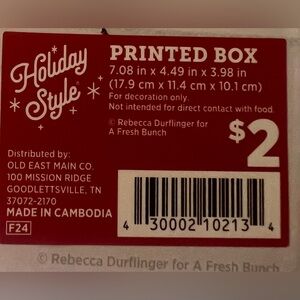 Holiday
Style
PRINTED BOX
7.08 in x 4.49 in x 3.98 in
(17.9 cm x 11.4 cm x 10.1 cm)
For decoration only.
Not intended for direct contact with food.
© Rebecca Durflinger for
A Fresh Bunch
$2
Distributed by:
OLD EAST MAIN CO.
100 MISSION RIDGE
GOODLETTSVILLE, TN
37072-2170
MADE IN CAMBODIA
F24
4 30002 10213 4
© Rebecca Durflinger for A Fresh Bunch